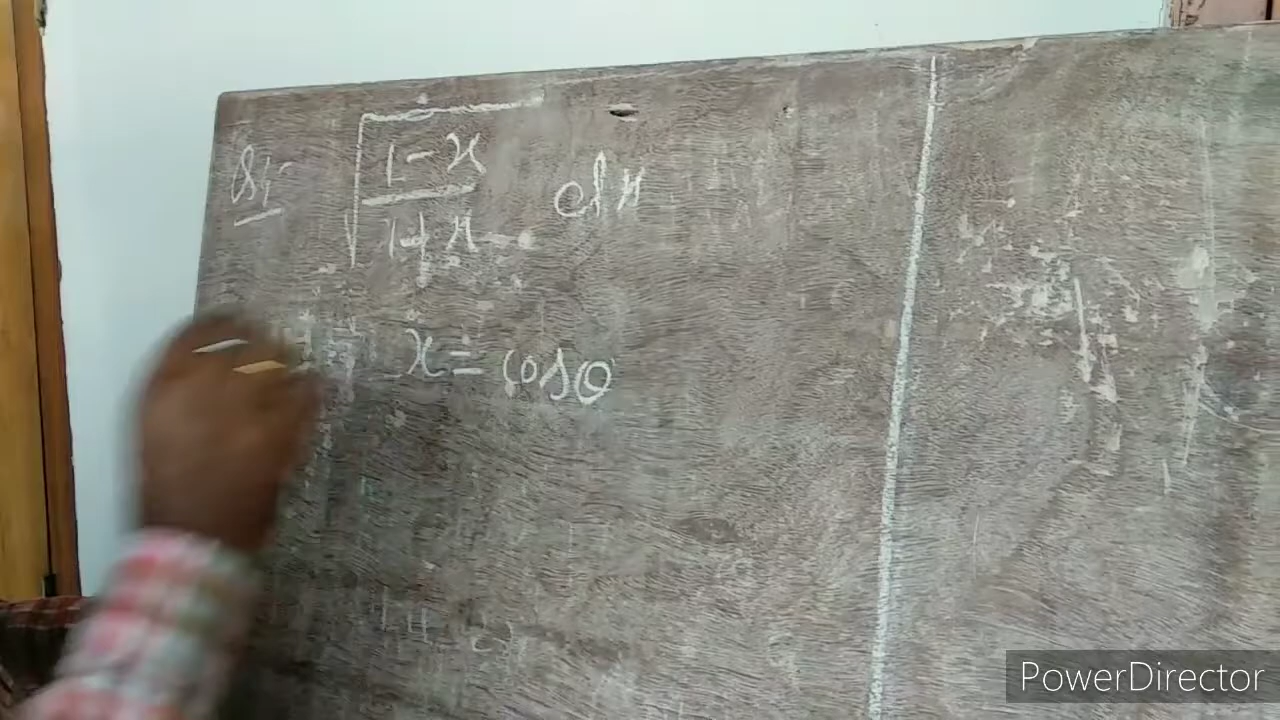 √(1-x / 1+x) dx
x = cosθ
PowerDirector